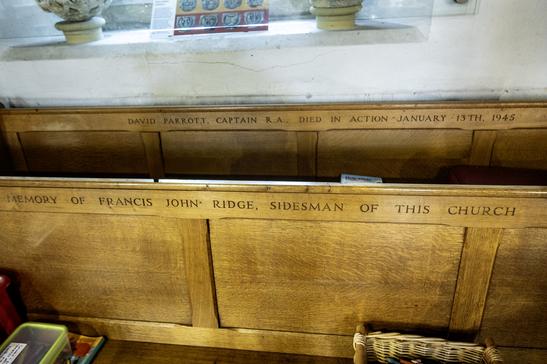 DAVID PARROTT, CAPTAIN R.A., DIED IN ACTION JANUARY 13TH, 1945
MEMORY OF FRANCIS JOHN RIDGE, SIDESMAN OF THIS CHURCH